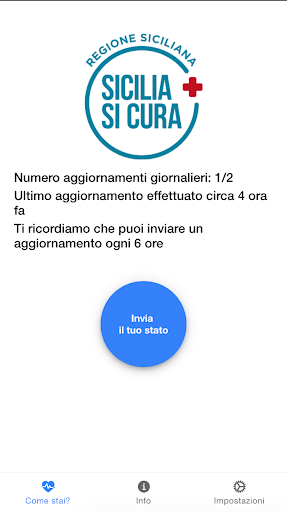 REGIONE SICILIANA
SICILIA
SI CURA
Numero aggiornamenti giornalieri: 1/2
Ultimo aggiornamento effettuato circa 4 ora
fa
Ti ricordiamo che puoi inviare un
aggiornamento ogni 6 ore
Invia
il tuo stato
Come stai?
Info
Impostazioni